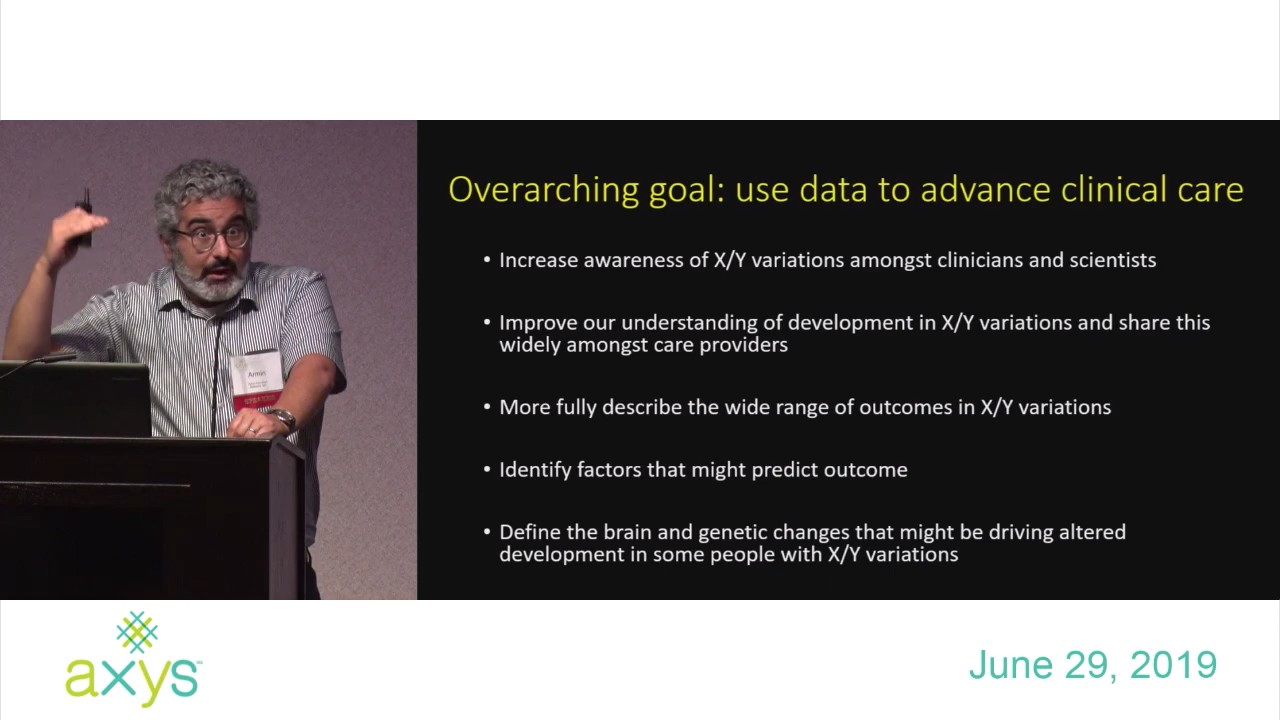 Overarching goal: use data to advance clinical care
• Increase awareness of X/Y variations amongst clinicians and scientists
• Improve our understanding of development in X/Y variations and share this
widely amongst care providers
• More fully describe the wide range of outcomes in X/Y variations
• Identify factors that might predict outcome
• Define the brain and genetic changes that might be driving altered
development in some people with X/Y variations
Armin
axys™
June 29, 2019